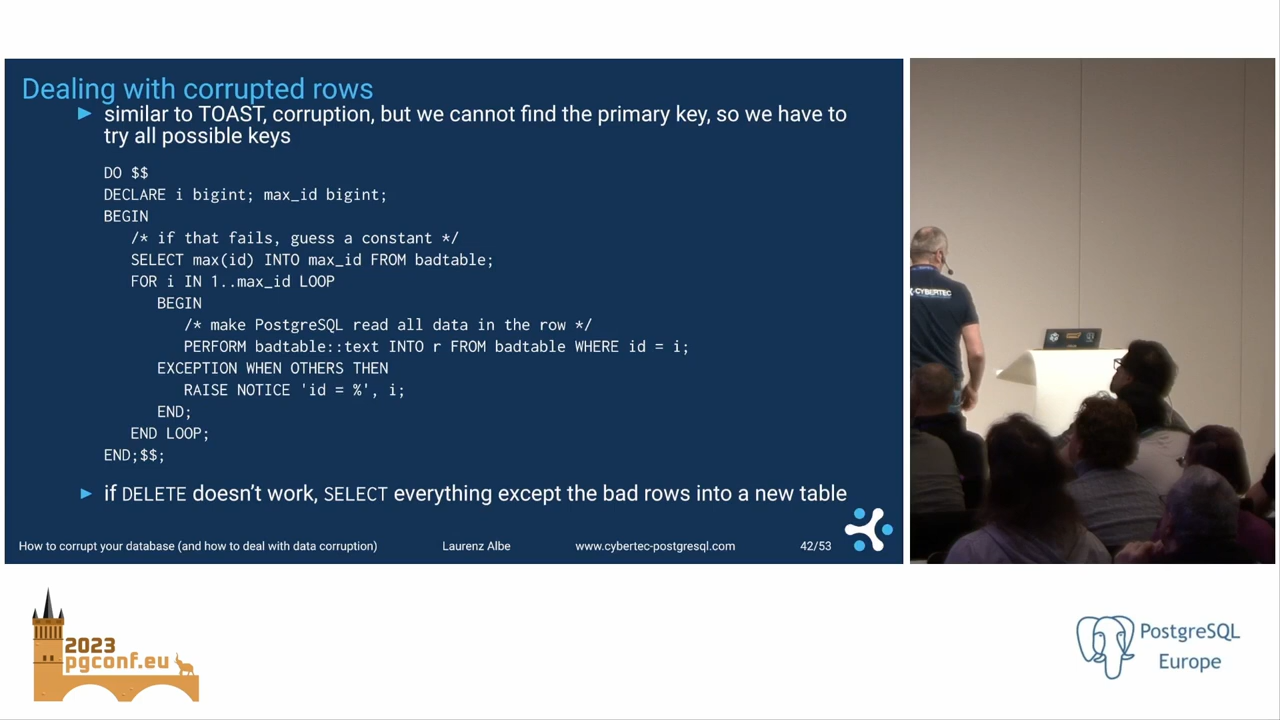 Dealing with corrupted rows
similar to TOAST, corruption, but we cannot find the primary key, so we have to
try all possible keys
DO $$
DECLARE i bigint; max_id bigint;
BEGIN
/* if that fails, guess a constant */
SELECT max(id) INTO max_id FROM badtable;
FOR i IN 1..max_id LOOP
BEGIN
/* make PostgreSQL read all data in the row */
PERFORM badtable::text INTO r FROM badtable WHERE id = i;
EXCEPTION WHEN OTHERS THEN
RAISE NOTICE 'id = %', i;
END;
END LOOP;
END;$$;
if DELETE doesn't work, SELECT everything except the bad rows into a new table
How to corrupt your database (and how to deal with data corruption) Laurenz Albe www.cybertec-postgresql.com 42/53
CYBERTEC
2023
pgconf.eu
PostgreSQL
Europe